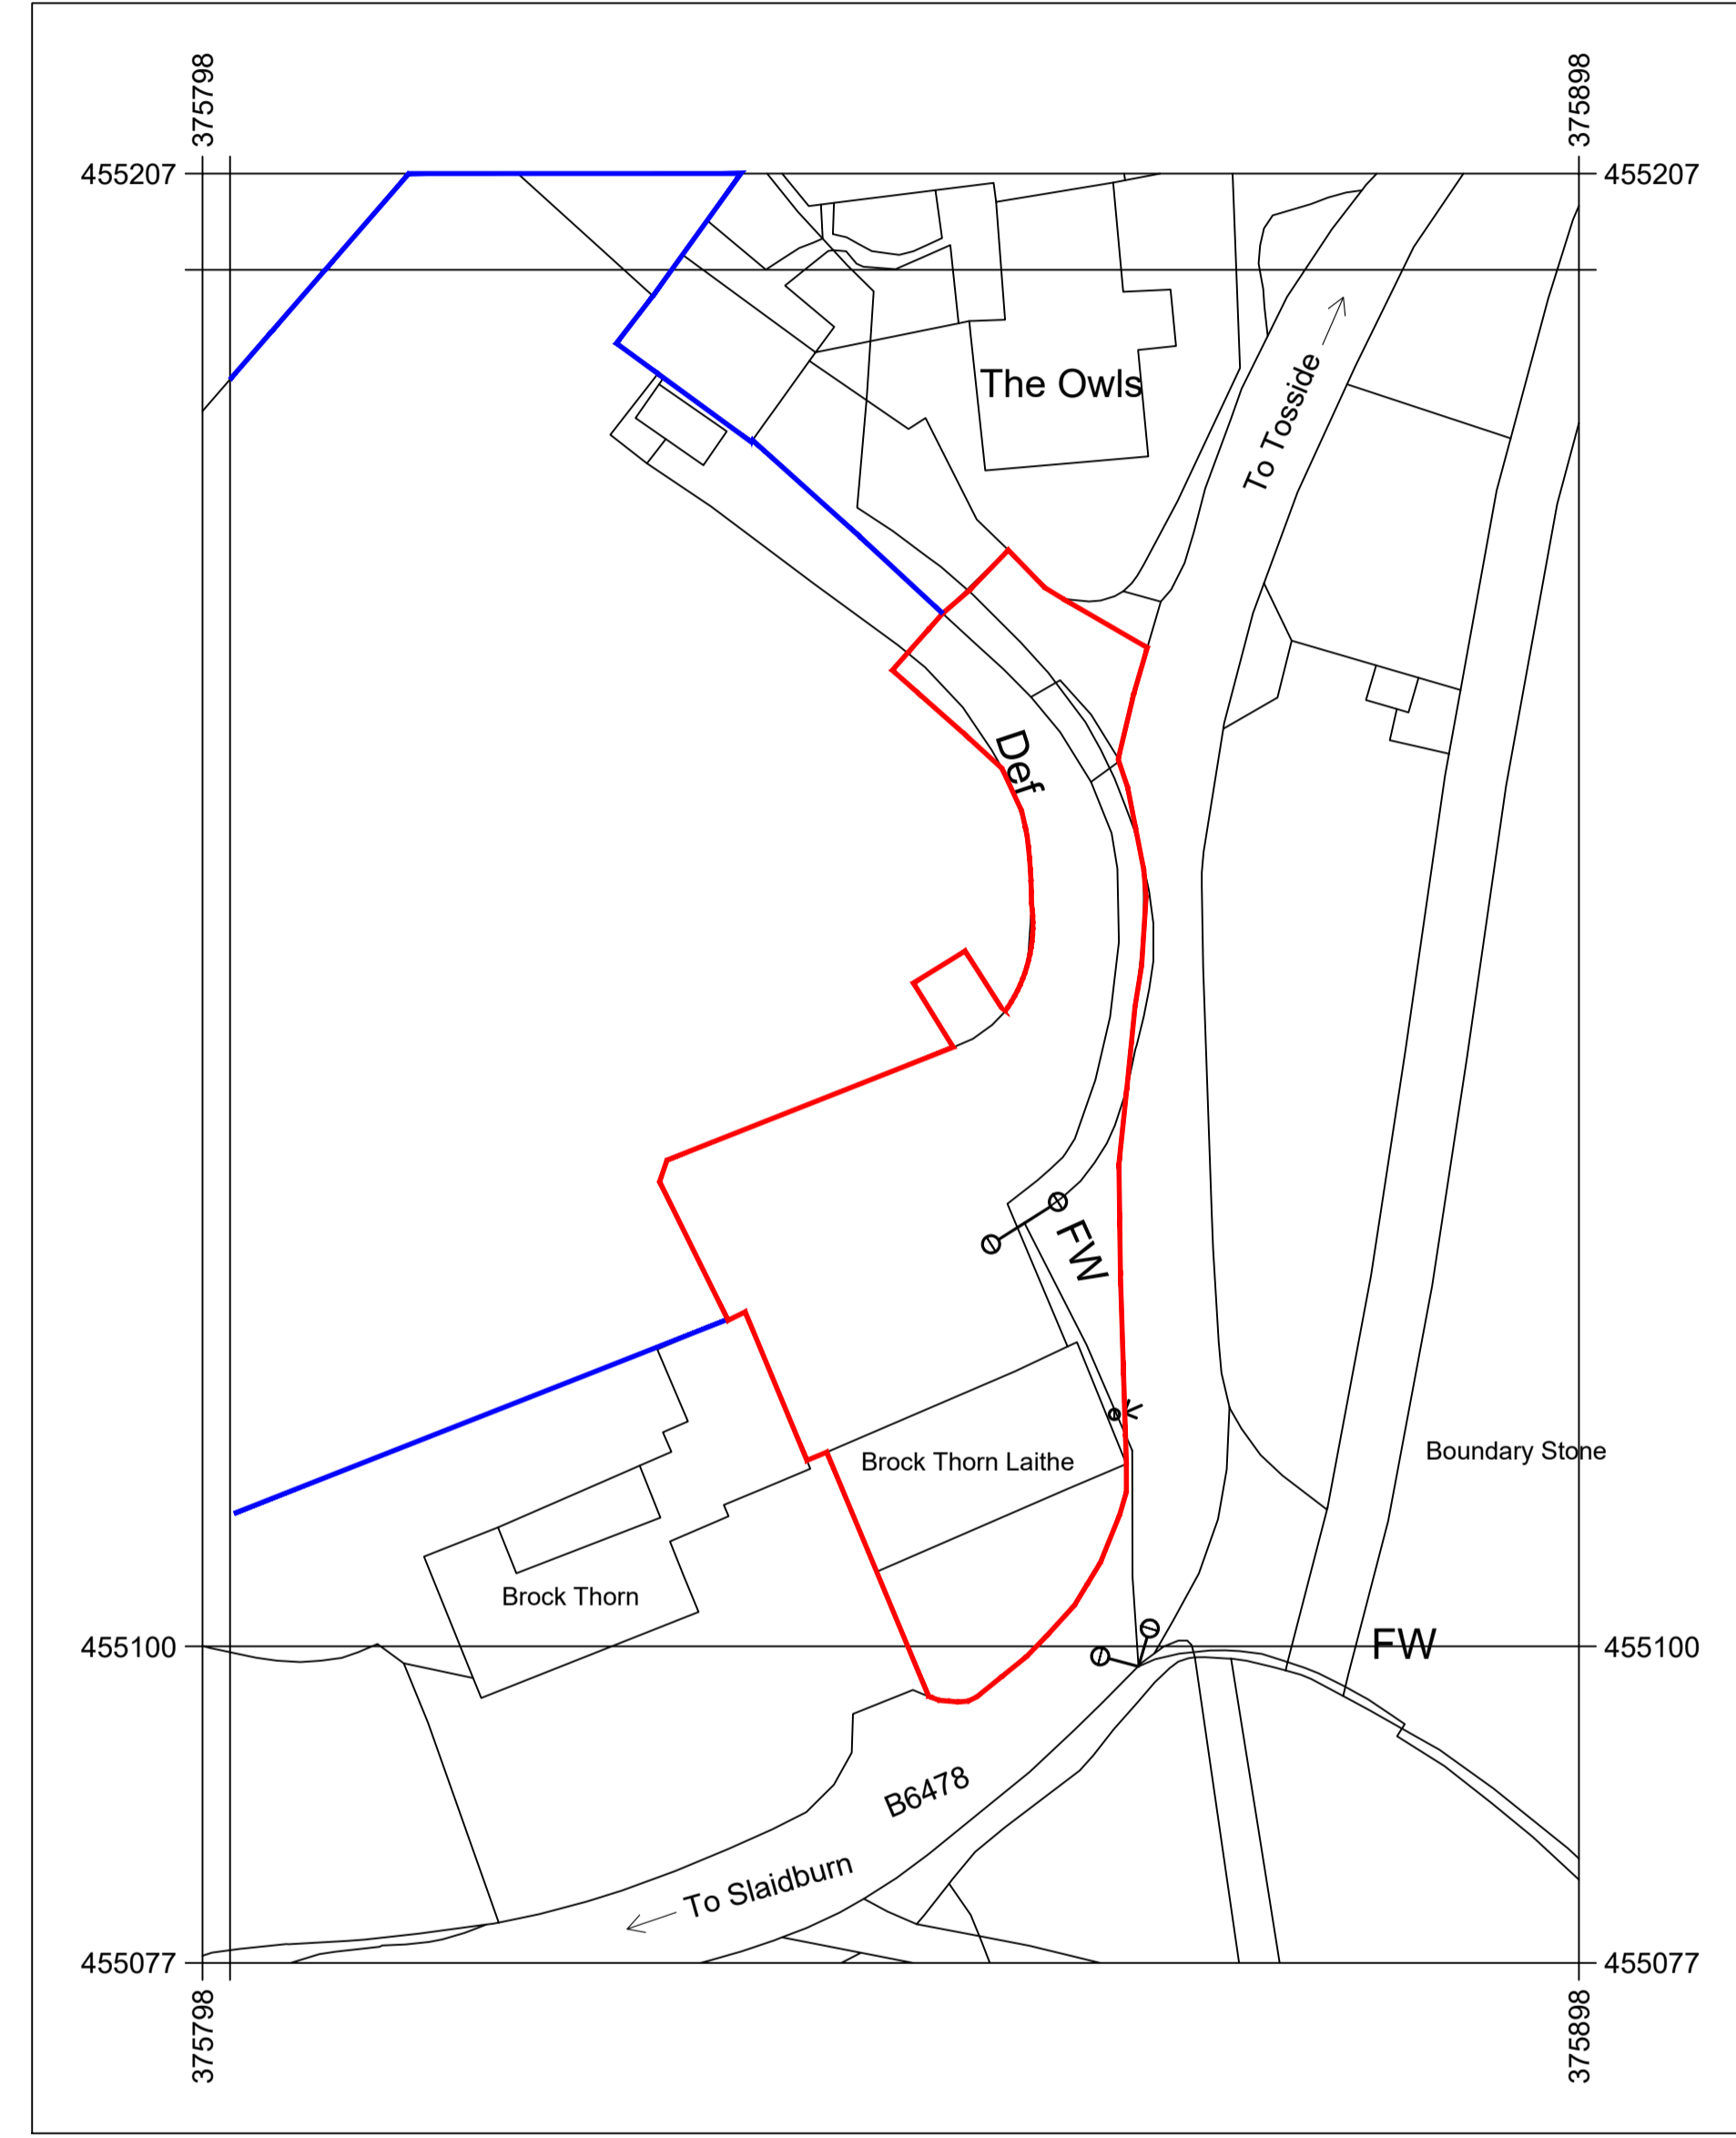 375798
375898
455207
455207
The Owls
To Tosside
Def
FW
Boundary Stone
Brock Thorn Laithe
Brock Thorn
455100
FW
455100
B6478
To Slaidburn
455077
455077
375798
375898